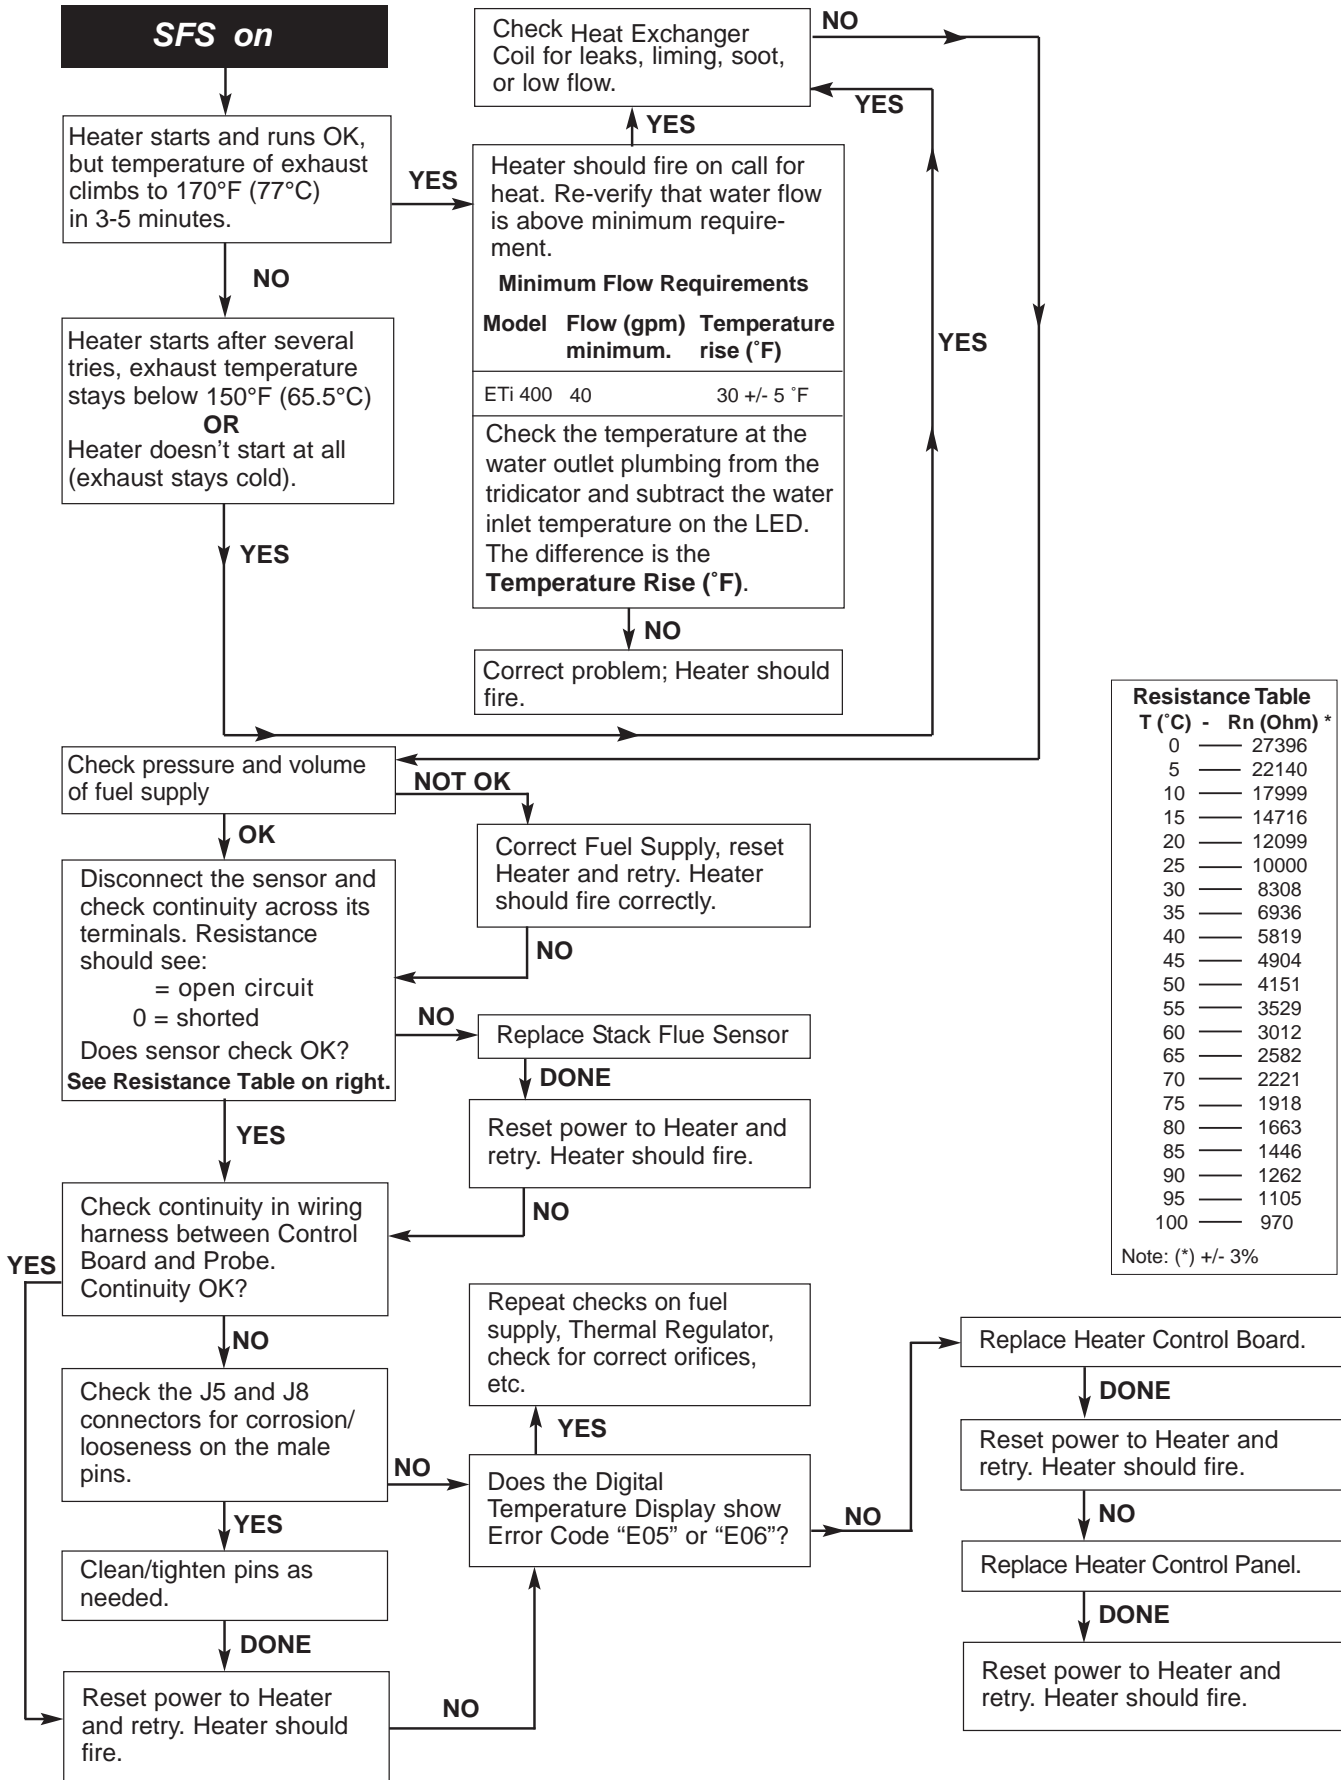 SFS on
Heater starts and runs OK,
but temperature of exhaust
climbs to 170°F (77°C)
in 3-5 minutes.
YES
NO
Heater starts after several
tries, exhaust temperature
stays below 150°F (65.5°C)
OR
Heater doesn't start at all
(exhaust stays cold).
YES
Check Heat Exchanger
Coil for leaks, liming, soot,
or low flow.
NO
YES
YES
YES
Heater should fire on call for
heat. Re-verify that water flow
is above minimum require-
ment.
Minimum Flow Requirements
Model Flow (gpm) Temperature
minimum. rise (˚F)
ETi 400 40 30 +/- 5 ˚F
Check the temperature at the
water outlet plumbing from the
tridicator and subtract the water
inlet temperature on the LED.
The difference is the
Temperature Rise (˚F).
NO
Correct problem; Heater should
fire.
Check pressure and volume
of fuel supply
NOT OK
OK
Correct Fuel Supply, reset
Heater and retry. Heater
should fire correctly.
NO
Disconnect the sensor and
check continuity across its
terminals. Resistance
should see:
= open circuit
0 = shorted
Does sensor check OK?
See Resistance Table on right.
NO
Replace Stack Flue Sensor
DONE
Reset power to Heater and
retry. Heater should fire.
NO
YES
Check continuity in wiring
harness between Control
Board and Probe.
Continuity OK?
YES
NO
Check the J5 and J8
connectors for corrosion/
looseness on the male
pins.
NO
YES
Clean/tighten pins as
needed.
DONE
Reset power to Heater
and retry. Heater should
fire.
NO
Repeat checks on fuel
supply, Thermal Regulator,
check for correct orifices,
etc.
YES
Does the Digital
Temperature Display show
Error Code “E05” or “E06”?
NO
Replace Heater Control Board.
DONE
Reset power to Heater and
retry. Heater should fire.
NO
Replace Heater Control Panel.
DONE
Reset power to Heater and
retry. Heater should fire.
Resistance Table
T (˚C) - Rn (Ohm) *
0 — 27396
5 — 22140
10 — 17999
15 — 14716
20 — 12099
25 — 10000
30 — 8308
35 — 6936
40 — 5819
45 — 4904
50 — 4151
55 — 3529
60 — 3012
65 — 2582
70 — 2221
75 — 1918
80 — 1663
85 — 1446
90 — 1262
95 — 1105
100 — 970
Note: (*) +/- 3%